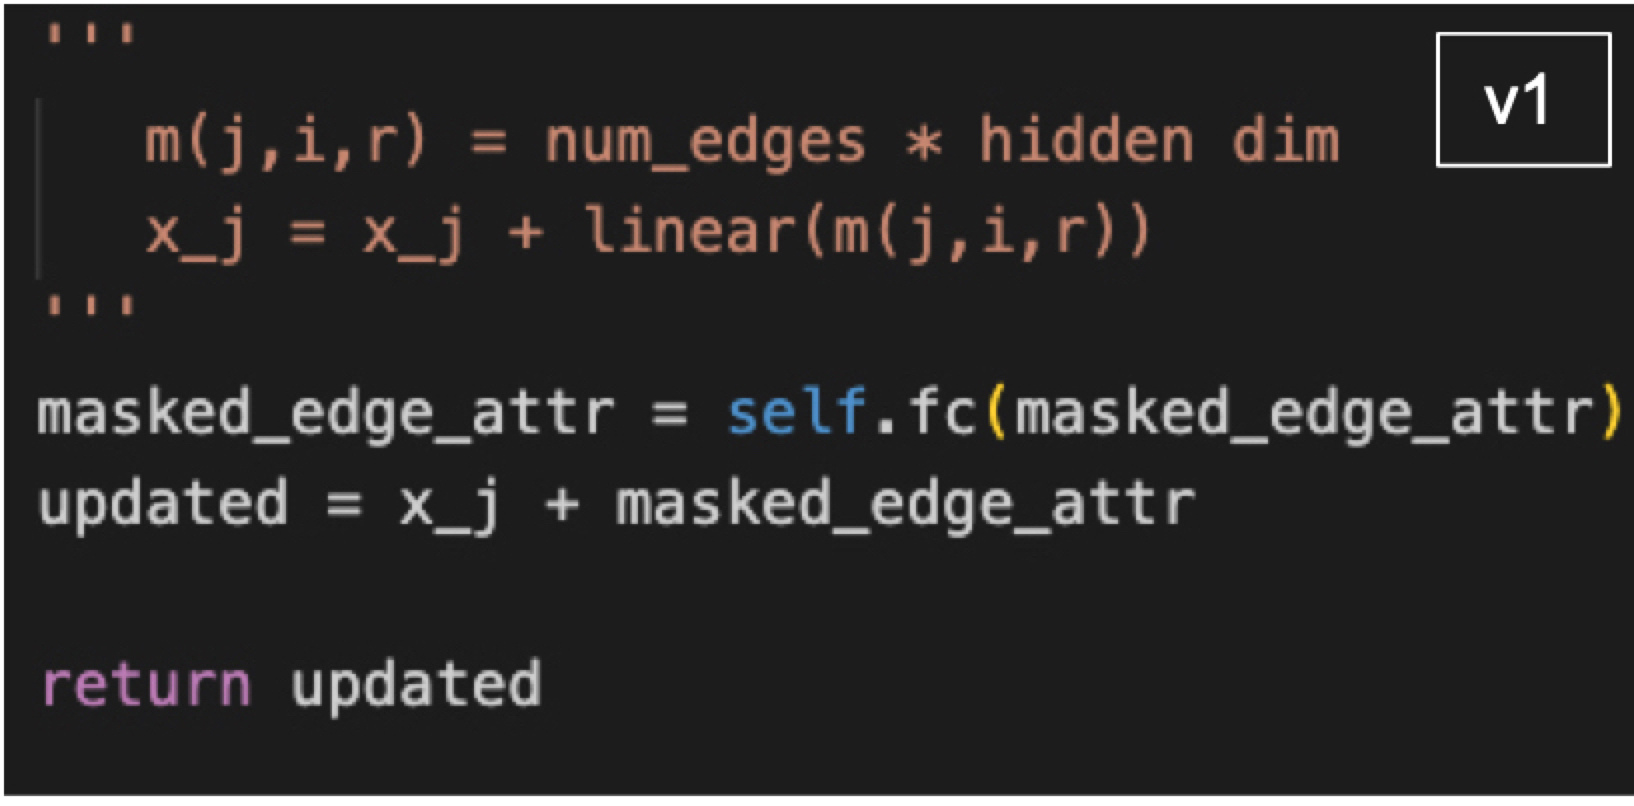 '''
v1
m(j,i,r) = num_edges * hidden dim
x_j = x_j + linear(m(j,i,r))
'''
masked_edge_attr = self.fc(masked_edge_attr)
updated = x_j + masked_edge_attr
return updated